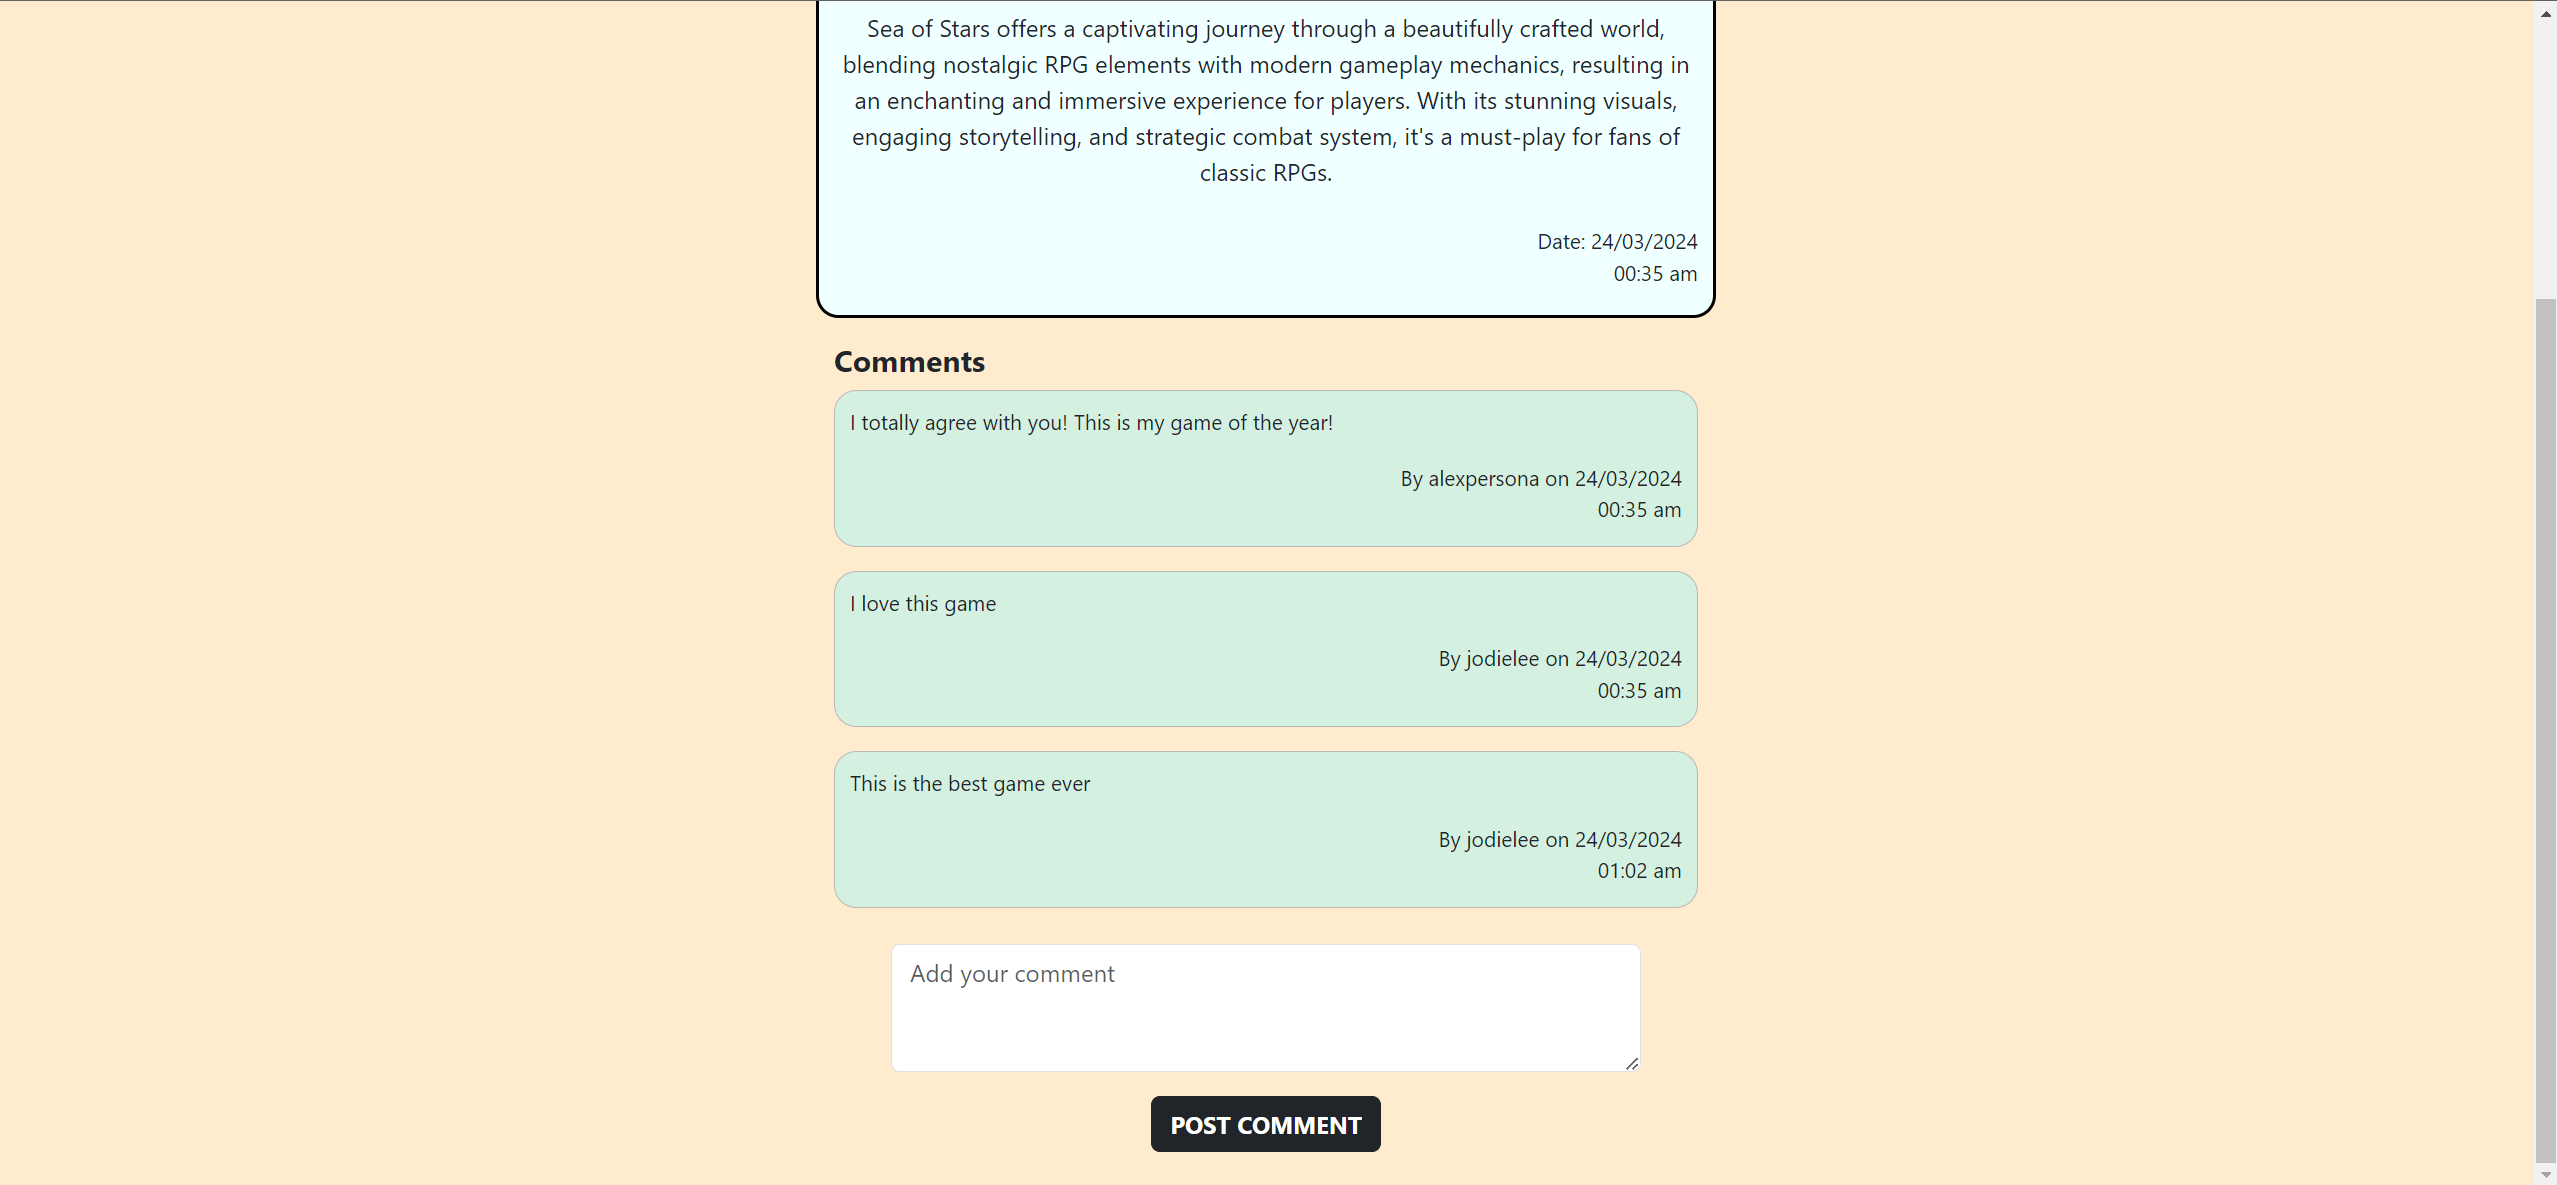 Sea of Stars offers a captivating journey through a beautifully crafted world,
blending nostalgic RPG elements with modern gameplay mechanics, resulting in
an enchanting and immersive experience for players. With its stunning visuals,
engaging storytelling, and strategic combat system, it's a must-play for fans of
classic RPGs.
Date: 24/03/2024
00:35 am
Comments
I totally agree with you! This is my game of the year!
By alexpersona on 24/03/2024
00:35 am
I love this game
By jodielee on 24/03/2024
00:35 am
This is the best game ever
By jodielee on 24/03/2024
01:02 am
Add your comment
POST COMMENT